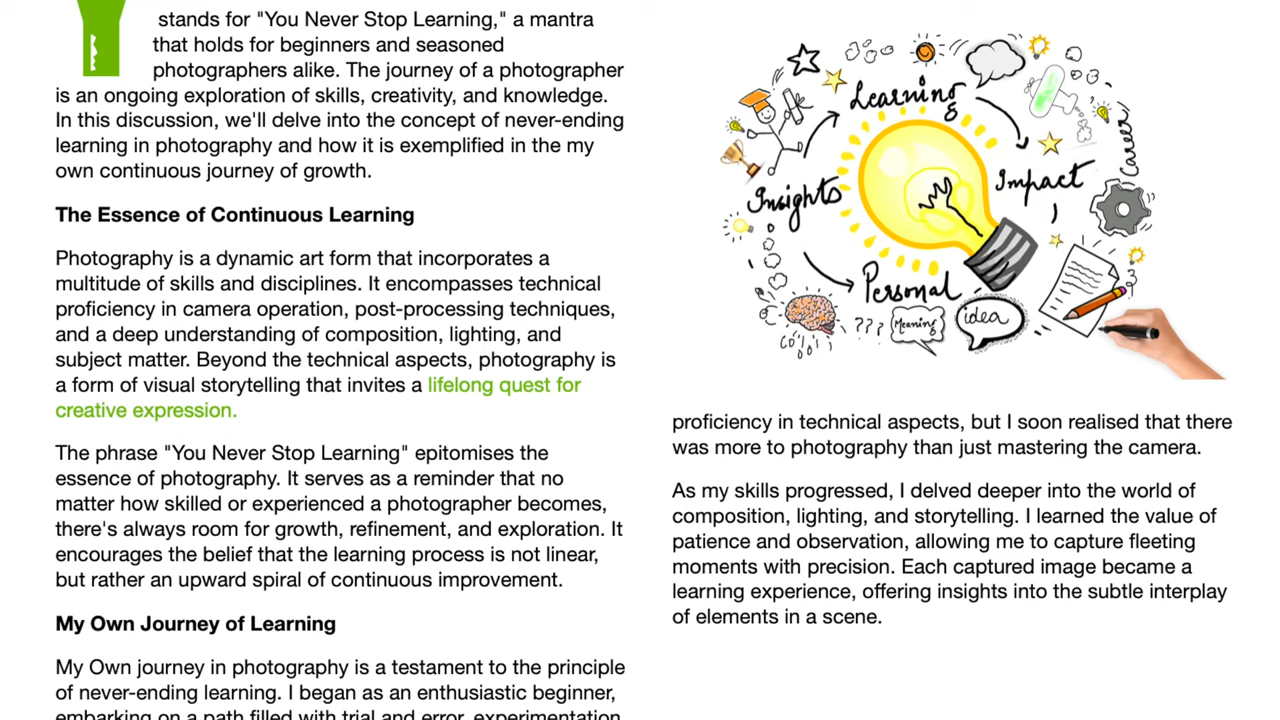 stands for "You Never Stop Learning," a mantra
that holds for beginners and seasoned
photographers alike. The journey of a photographer
is an ongoing exploration of skills, creativity, and knowledge.
In this discussion, we'll delve into the concept of never-ending
learning in photography and how it is exemplified in the my
own continuous journey of growth.
The Essence of Continuous Learning
Photography is a dynamic art form that incorporates a
multitude of skills and disciplines. It encompasses technical
proficiency in camera operation, post-processing techniques,
and a deep understanding of composition, lighting, and
subject matter. Beyond the technical aspects, photography is
a form of visual storytelling that invites a lifelong quest for
creative expression.
The phrase "You Never Stop Learning" epitomises the
essence of photography. It serves as a reminder that no
matter how skilled or experienced a photographer becomes,
there's always room for growth, refinement, and exploration. It
encourages the belief that the learning process is not linear,
but rather an upward spiral of continuous improvement.
My Own Journey of Learning
My Own journey in photography is a testament to the principle
of never-ending learning. I began as an enthusiastic beginner,
embarking on a path filled with trial and error, experimentation
Learning
Career
Insights
Impact
Personal
???
Meaning
idea
proficiency in technical aspects, but I soon realised that there
was more to photography than just mastering the camera.
As my skills progressed, I delved deeper into the world of
composition, lighting, and storytelling. I learned the value of
patience and observation, allowing me to capture fleeting
moments with precision. Each captured image became a
learning experience, offering insights into the subtle interplay
of elements in a scene.